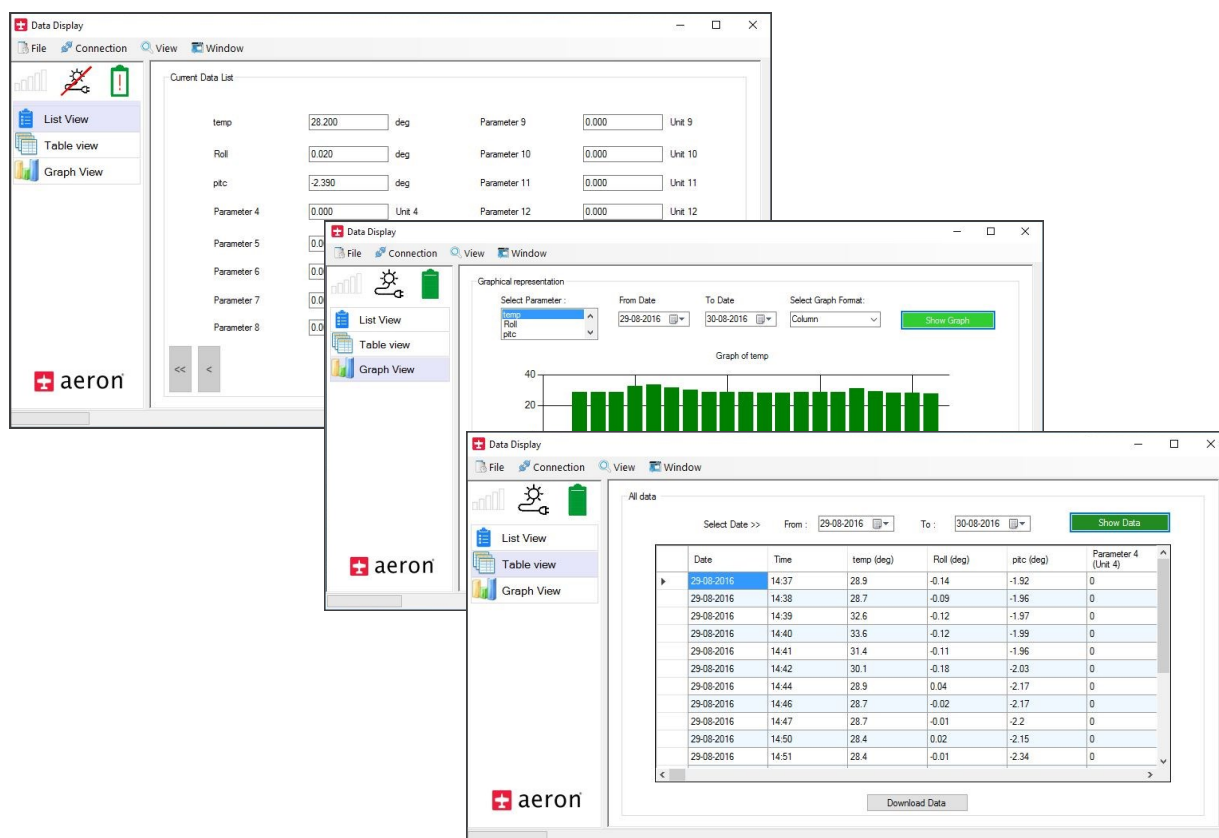 Data Display
File Connection View Window
List View
Table view
Graph View
aeron
Current Data List
temp 28.200 deg Parameter 9 0.000 Unit 9
Roll 0.020 deg Parameter 10 0.000 Unit 10
pitc -2.390 deg Parameter 11 0.000 Unit 11
Parameter 4 0.000 Unit 4 Parameter 12 0.000 Unit 12
Parameter 5
Parameter 6
Parameter 7
Parameter 8
<< <
Data Display
File Connection View Window
List View
Table view
Graph View
aeron
Graphical representation
Select Parameter : From Date To Date Select Graph Format:
temp 29-08-2016 30-08-2016 Column Show Graph
Roll
pitc
Graph of temp
40
20
Data Display
File Connection View Window
List View
Table view
Graph View
aeron
All data
Select Date >> From : 29-08-2016 To : 30-08-2016 Show Data
Date Time temp (deg) Roll (deg) pitc (deg) Parameter 4 (Unit 4)
29-08-2016 14:37 28.9 -0.14 -1.92 0
29-08-2016 14:38 28.7 -0.09 -1.96 0
29-08-2016 14:39 32.6 -0.12 -1.97 0
29-08-2016 14:40 33.6 -0.12 -1.99 0
29-08-2016 14:41 31.4 -0.11 -1.96 0
29-08-2016 14:42 30.1 -0.18 -2.03 0
29-08-2016 14:44 28.9 0.04 -2.17 0
29-08-2016 14:46 28.7 -0.02 -2.17 0
29-08-2016 14:47 28.7 -0.01 -2.2 0
29-08-2016 14:50 28.4 0.02 -2.15 0
29-08-2016 14:51 28.4 -0.01 -2.34 0
Download Data